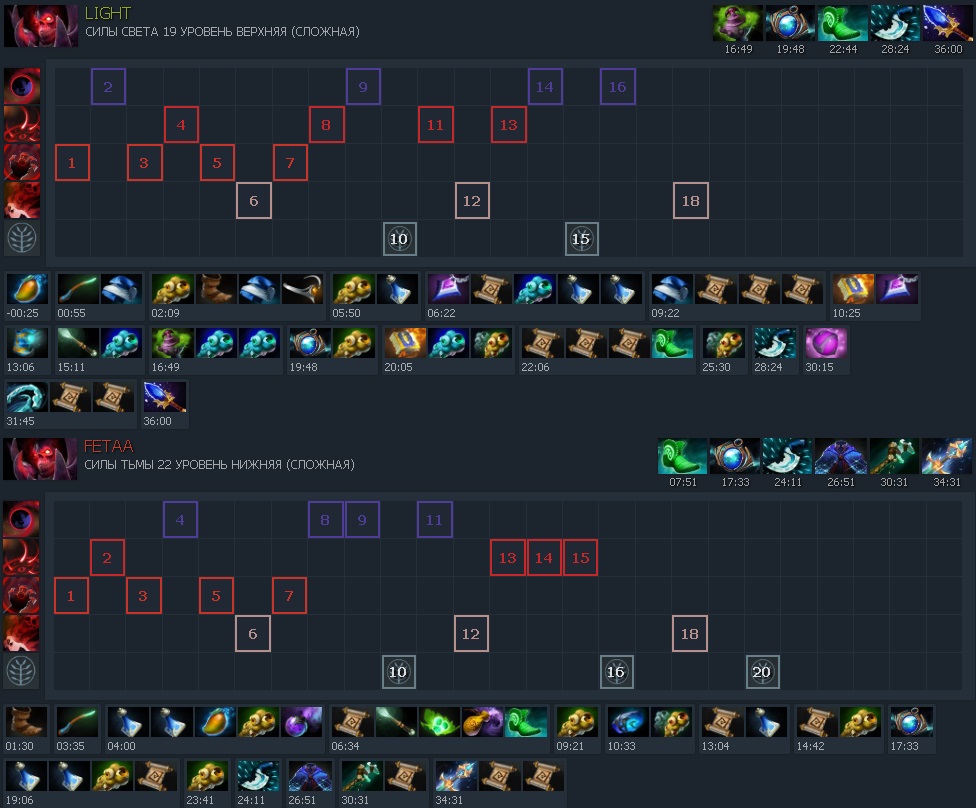 LIGHT
СИЛЫ СВЕТА 19 УРОВЕНЬ ВЕРХНЯЯ (СЛОЖНАЯ)
16:49 19:48 22:44 28:24 36:00
2 9 14 16
4 8 11 13
1 3 5 7
6 12 18
10 15
-00:25 00:55 02:09 05:50 06:22 09:22 10:25
13:06 15:11 16:49 19:48 20:05 22:06 25:30 28:24 30:15
31:45 36:00
FETAA
СИЛЫ ТЬМЫ 22 УРОВЕНЬ НИЖНЯЯ (СЛОЖНАЯ)
07:51 17:33 24:11 26:51 30:31 34:31
4 8 9 11
2 13 14 15
1 3 5 7
6 12 18
10 16 20
01:30 03:35 04:00 06:34 09:21 10:33 13:04 14:42 17:33
19:06 23:41 24:11 26:51 30:31 34:31